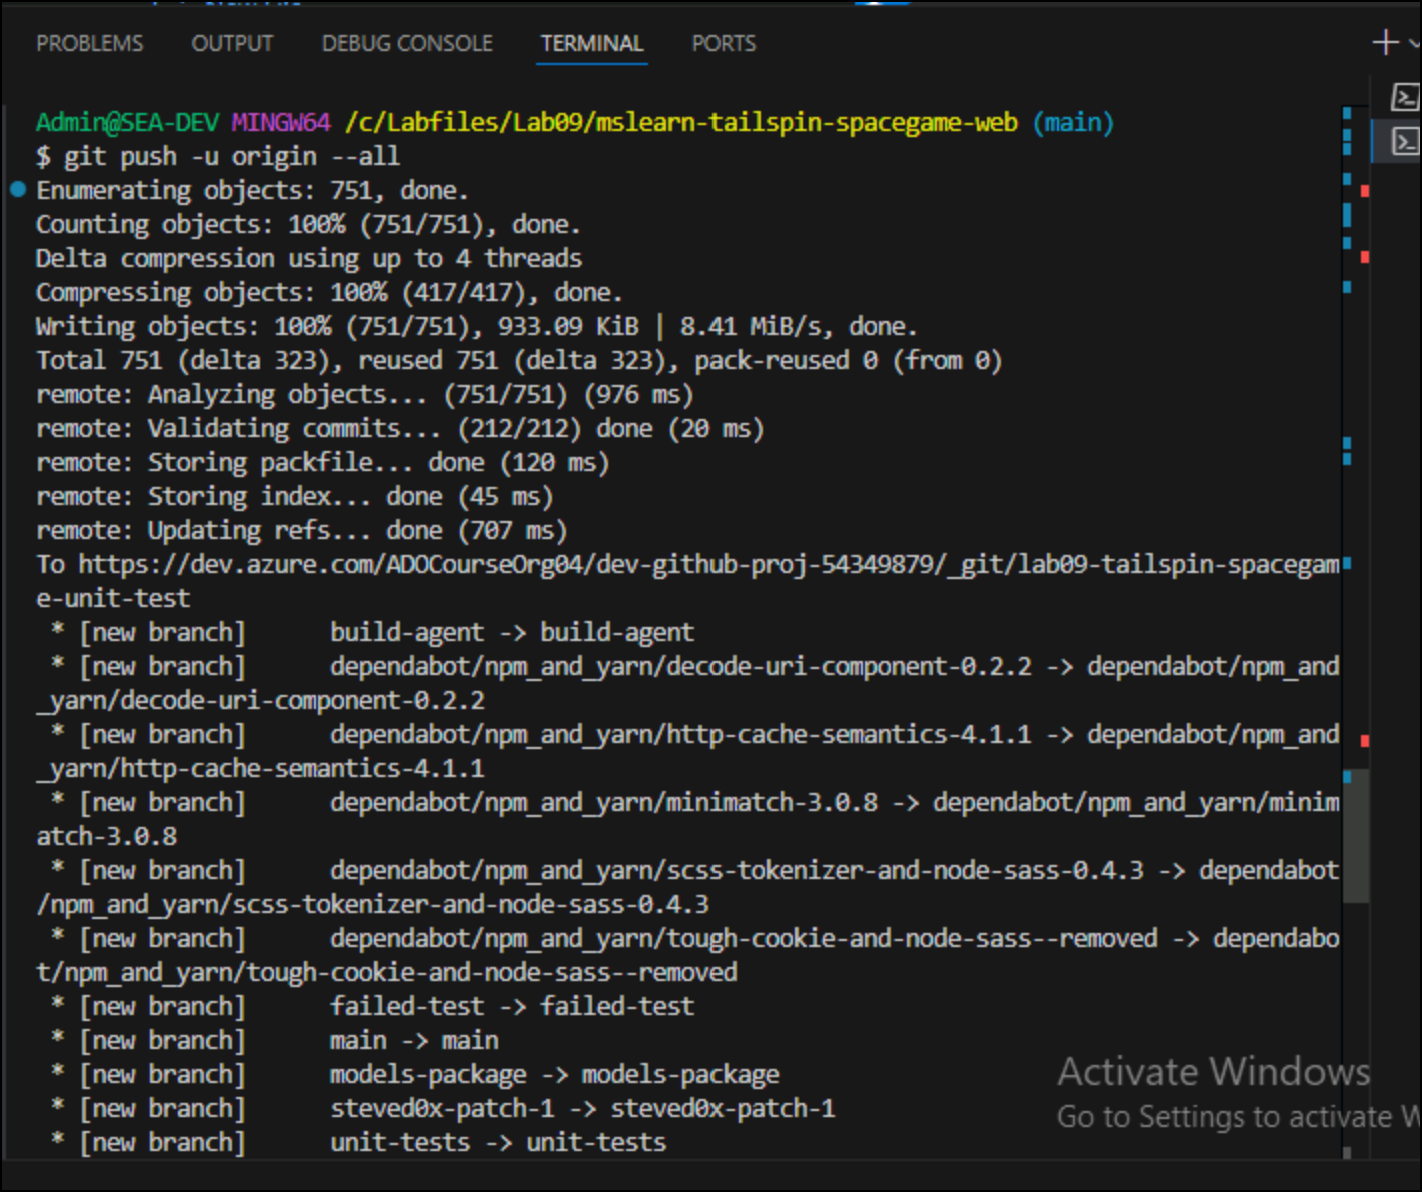 PROBLEMS OUTPUT DEBUG CONSOLE TERMINAL PORTS
Admin@SEA-DEV MINGW64 /c/Labfiles/Lab09/mslearn-tailspin-spacegame-web (main)
$ git push -u origin --all
Enumerating objects: 751, done.
Counting objects: 100% (751/751), done.
Delta compression using up to 4 threads
Compressing objects: 100% (417/417), done.
Writing objects: 100% (751/751), 933.09 KiB | 8.41 MiB/s, done.
Total 751 (delta 323), reused 751 (delta 323), pack-reused 0 (from 0)
remote: Analyzing objects... (751/751) (976 ms)
remote: Validating commits... (212/212) done (20 ms)
remote: Storing packfile... done (120 ms)
remote: Storing index... done (45 ms)
remote: Updating refs... done (707 ms)
To https://dev.azure.com/ADOCourseOrg04/dev-github-proj-54349879/_git/lab09-tailspin-spacegam
e-unit-test
* [new branch] build-agent -> build-agent
* [new branch] dependabot/npm_and_yarn/decode-uri-component-0.2.2 -> dependabot/npm_and
_yarn/decode-uri-component-0.2.2
* [new branch] dependabot/npm_and_yarn/http-cache-semantics-4.1.1 -> dependabot/npm_and
_yarn/http-cache-semantics-4.1.1
* [new branch] dependabot/npm_and_yarn/minimatch-3.0.8 -> dependabot/npm_and_yarn/minim
atch-3.0.8
* [new branch] dependabot/npm_and_yarn/scss-tokenizer-and-node-sass-0.4.3 -> dependabot
/npm_and_yarn/scss-tokenizer-and-node-sass-0.4.3
* [new branch] dependabot/npm_and_yarn/tough-cookie-and-node-sass--removed -> dependabo
t/npm_and_yarn/tough-cookie-and-node-sass--removed
* [new branch] failed-test -> failed-test
* [new branch] main -> main
* [new branch] models-package -> models-package
* [new branch] steved0x-patch-1 -> steved0x-patch-1
* [new branch] unit-tests -> unit-tests
Activate Windows
Go to Settings to activate W